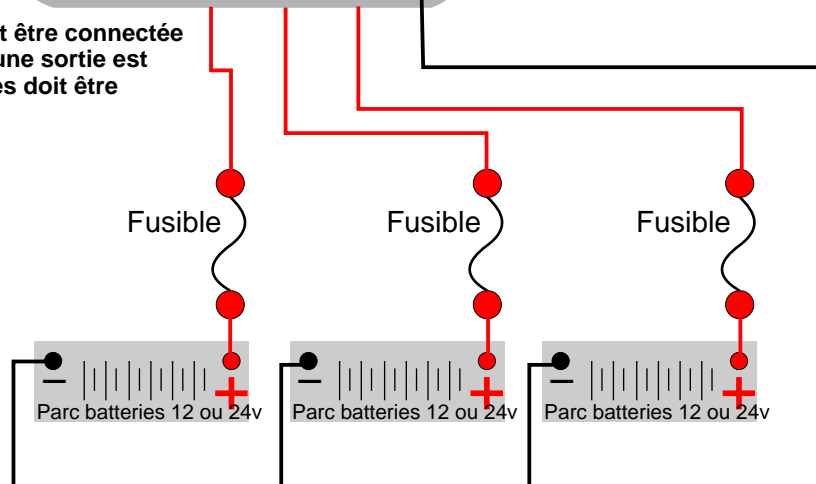 t être connectée
une sortie est
es doit être
Fusible
Fusible
Fusible
Parc batteries 12 ou 24v
Parc batteries 12 ou 24v
Parc batteries 12 ou 24v